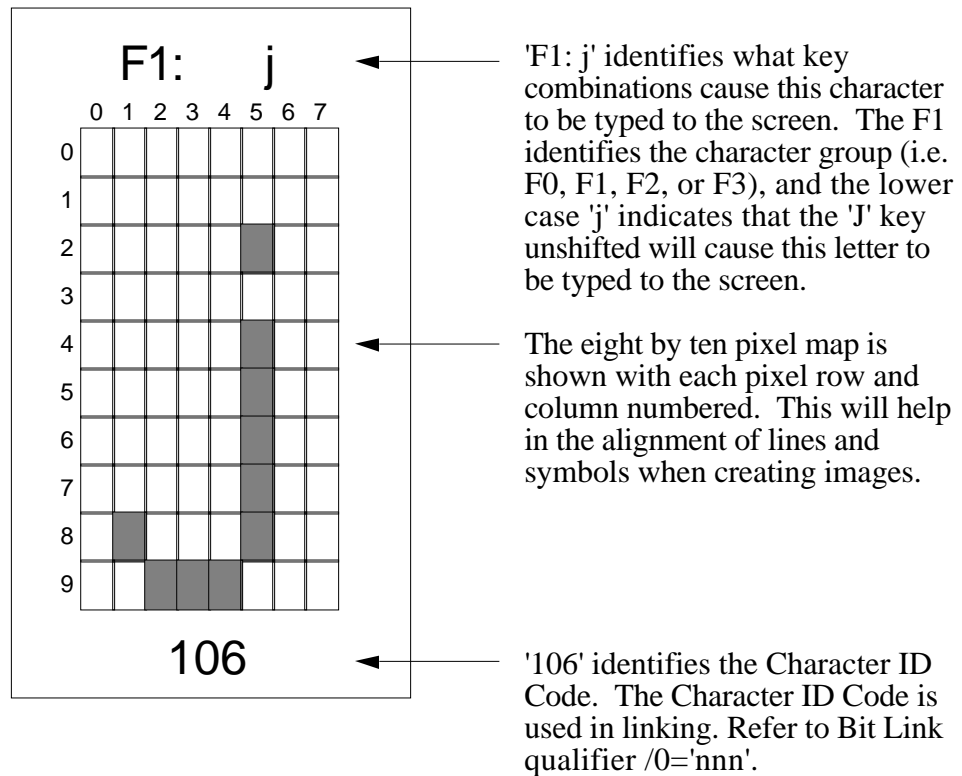 F1: j
0 1 2 3 4 5 6 7
0
1
2
3
4
5
6
7
8
9
106
'F1: j' identifies what key
combinations cause this character
to be typed to the screen. The F1
identifies the character group (i.e.
F0, F1, F2, or F3), and the lower
case 'j' indicates that the 'J' key
unshifted will cause this letter to
be typed to the screen.
The eight by ten pixel map is
shown with each pixel row and
column numbered. This will help
in the alignment of lines and
symbols when creating images.
'106' identifies the Character ID
Code. The Character ID Code is
used in linking. Refer to Bit Link
qualifier /0='nnn'.